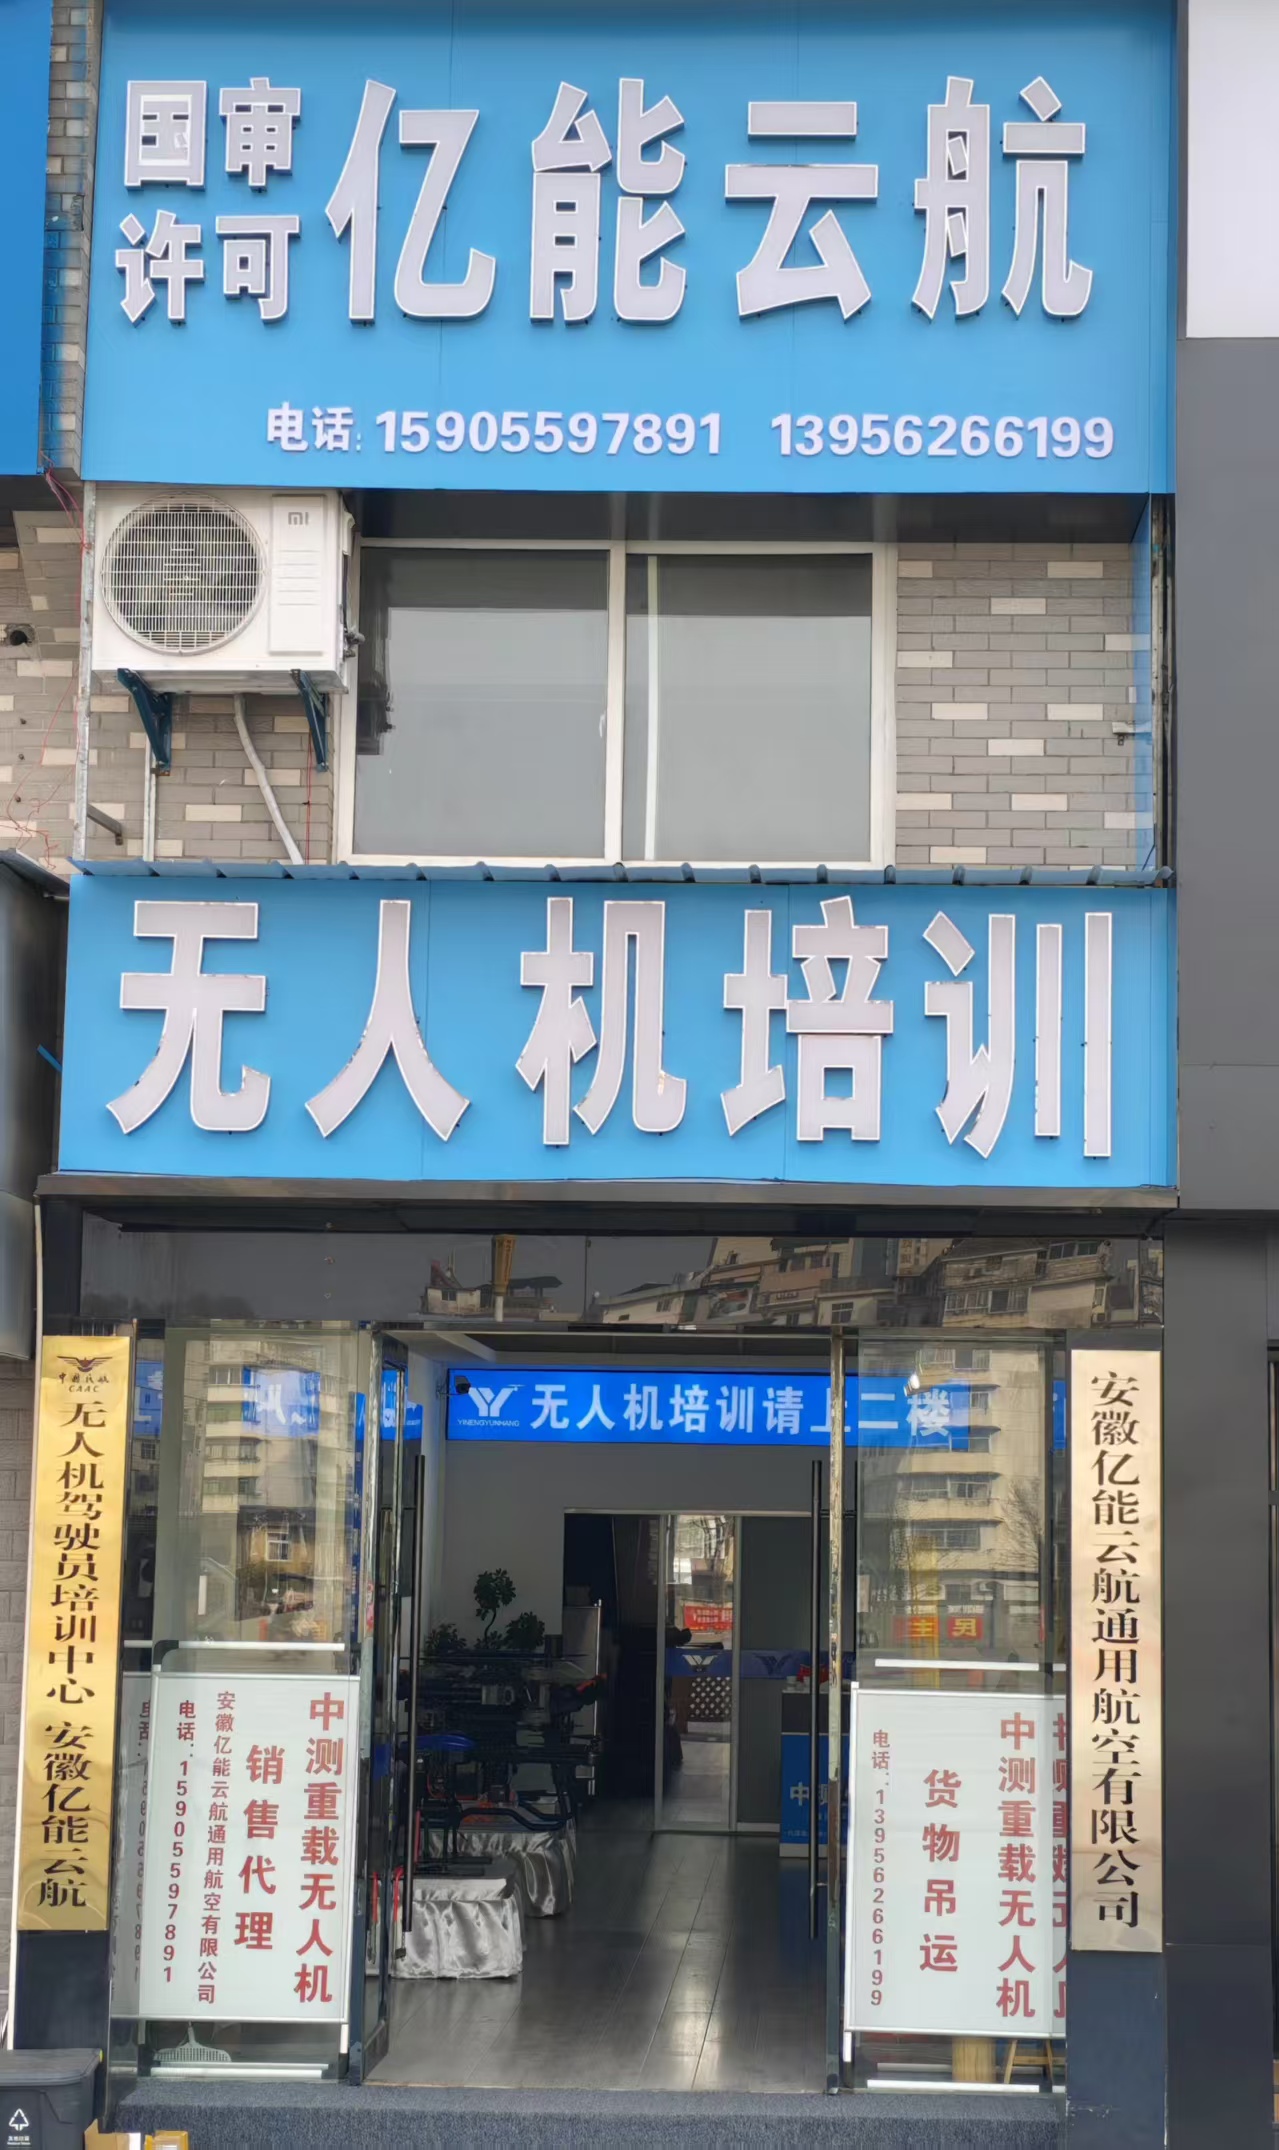 国审
许可
亿能云航
电话: 15905597891 13956266199
mi
无人机培训
中国民航
CAAC
无人机驾驶员培训中心 安徽亿能云航
YINENGYUNHANG
无人机培训请上二楼
安徽亿能云航通用航空有限公司
中测重载无人机
销售代理
安徽亿能云航通用航空有限公司
电话:15905597891
中测重载无人机
货物吊运
电话:13956266199